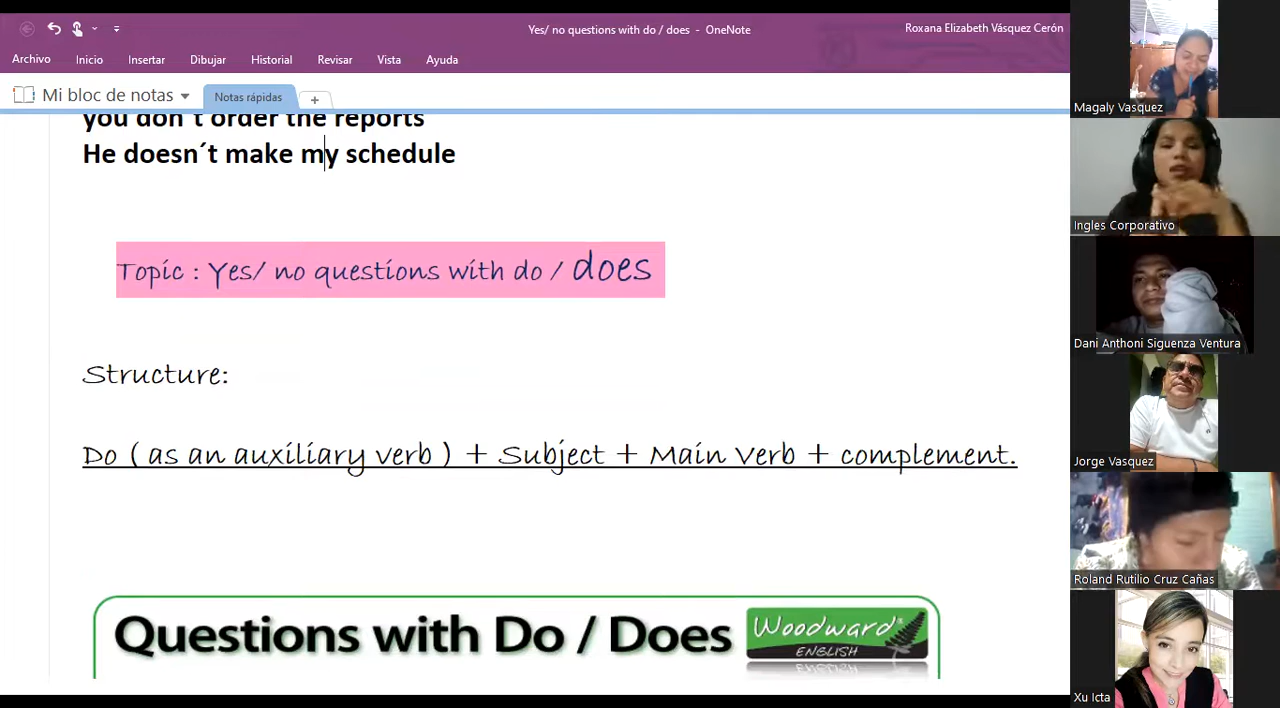 Yes/ no questions with do / does - OneNote
Roxana Elizabeth Vásquez Cerón
Archivo Inicio Insertar Dibujar Historial Revisar Vista Ayuda
Mi bloc de notas Notas rápidas +
you don´t order the reports
He doesn´t make my schedule
Topic : Yes/ no questions with do / does
Structure:
Do ( as an auxiliary verb ) + Subject + Main Verb + complement.
Questions with Do / Does
Woodward
ENGLISH
Magaly Vasquez
Ingles Corporativo
Dani Anthoni Siguenza Ventura
Jorge Vasquez
Roland Rutilio Cruz Cañas
Xu Icta